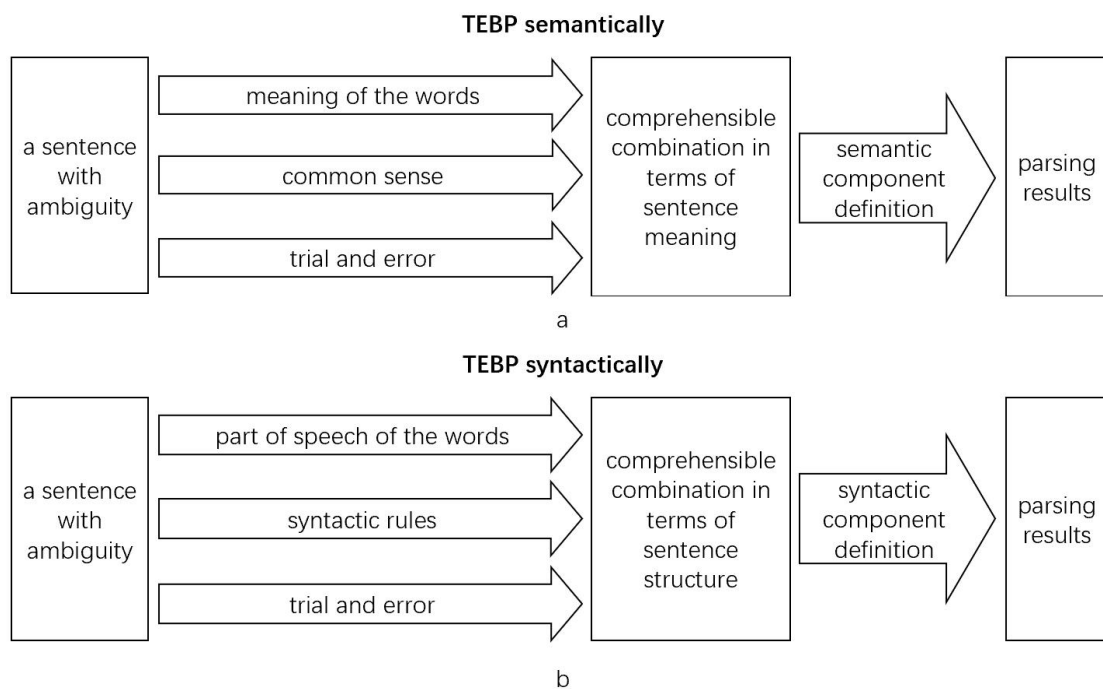 TEBP semantically
a sentence
with
ambiguity
meaning of the words
common sense
trial and error
comprehensible
combination in
terms of
sentence
meaning
semantic
component
definition
parsing
results
a
TEBP syntactically
a sentence
with
ambiguity
part of speech of the words
syntactic rules
trial and error
comprehensible
combination in
terms of
sentence
structure
syntactic
component
definition
parsing
results
b